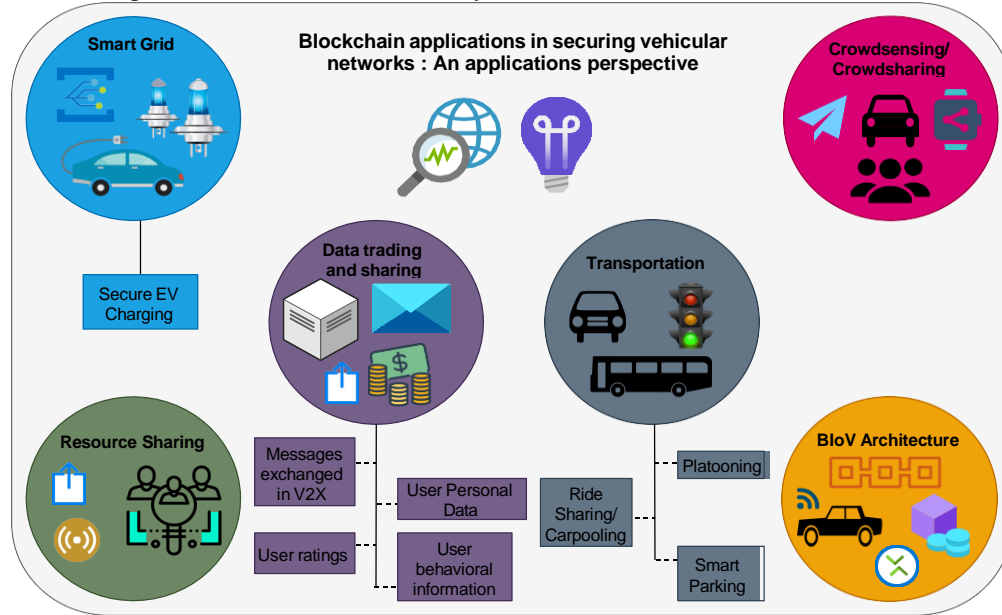 Smart Grid
Blockchain applications in securing vehicular
networks : An applications perspective
Crowdsensing/
Crowdsharing
Secure EV
Charging
Data trading
and sharing
$
Transportation
Resource Sharing
BIoV Architecture
Messages
exchanged
in V2X
User Personal
Data
User ratings
User
behavioral
information
Platooning
Ride
Sharing/
Carpooling
Smart
Parking